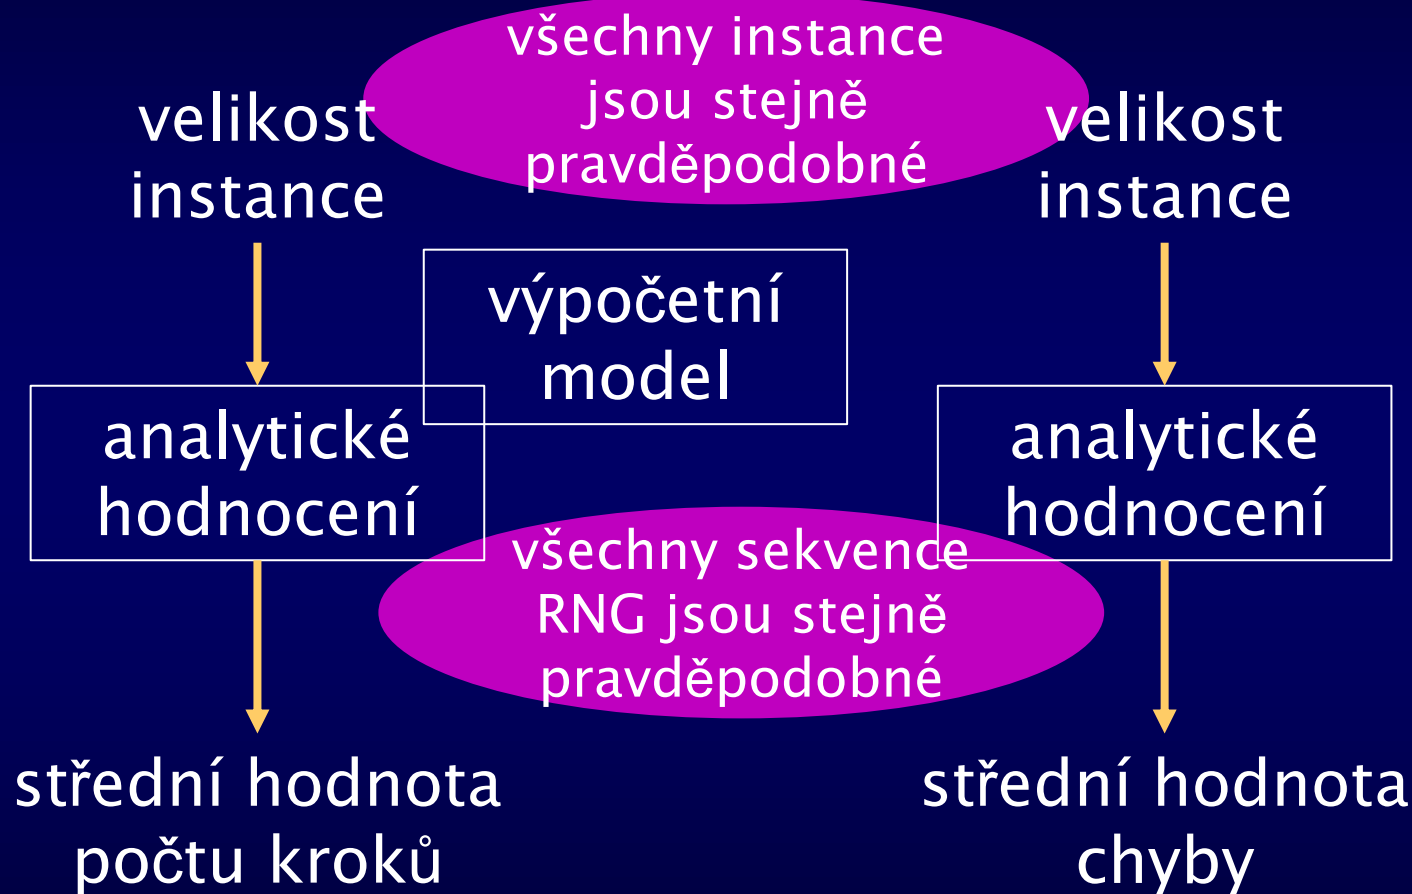 všechny instance
jsou stejně
pravděpodobné
velikost
instance
velikost
instance
výpočetní
model
analytické
hodnocení
analytické
hodnocení
všechny sekvence
RNG jsou stejně
pravděpodobné
střední hodnota
počtu kroků
střední hodnota
chyby